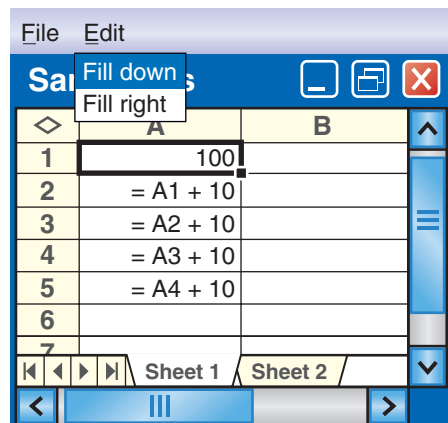 File Edit
Fill down
Fill right
A B
1 100
2 = A1 + 10
3 = A2 + 10
4 = A3 + 10
5 = A4 + 10
6
7
Sheet 1 Sheet 2